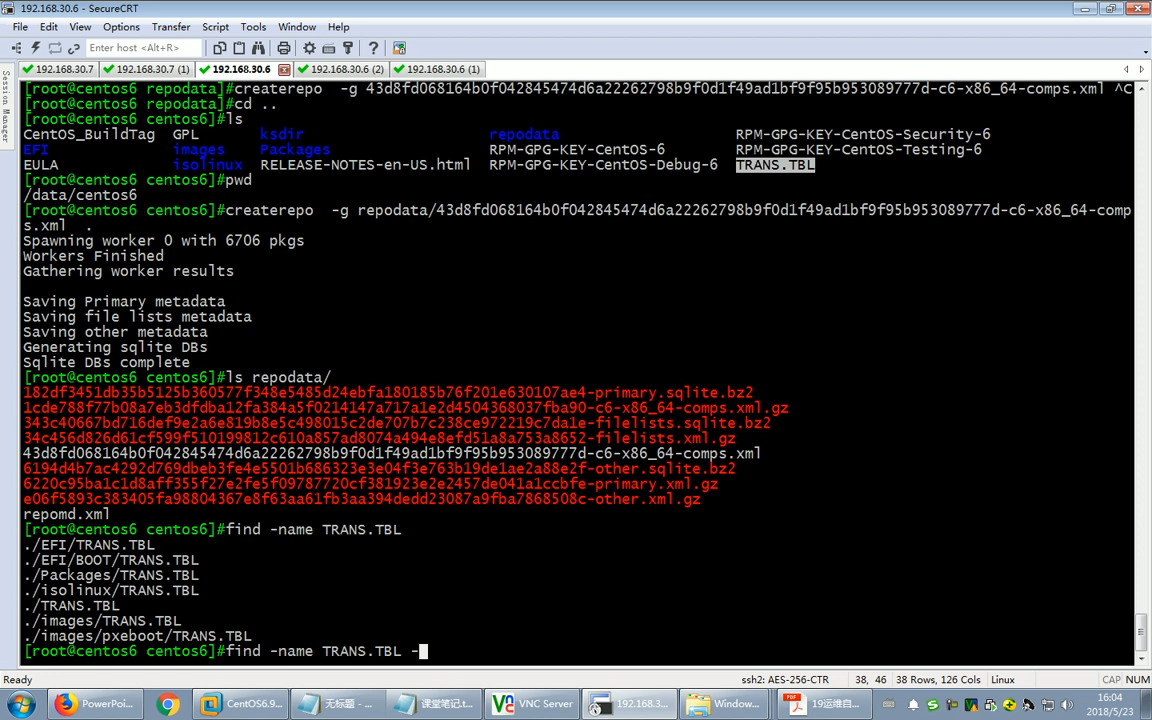 192.168.30.6 - SecureCRT
File Edit View Options Transfer Script Tools Window Help
Enter host <Alt+R>
192.168.30.7 192.168.30.7 (1) 192.168.30.6 192.168.30.6 (2) 192.168.30.6 (1)
Session Manager
[root@centos6 repodata]#createrepo  -g 43d8fd068164b0f042845474d6a22262798b9f0d1f49ad1bf9f95b953089777d-c6-x86_64-comps.xml ^C
[root@centos6 repodata]#cd ..
[root@centos6 centos6]#ls
CentOS_BuildTag  GPL       ksdir                    repodata                  RPM-GPG-KEY-CentOS-Security-6
EFI              images    Packages                 RPM-GPG-KEY-CentOS-6      RPM-GPG-KEY-CentOS-Testing-6
EULA             isolinux  RELEASE-NOTES-en-US.html  RPM-GPG-KEY-CentOS-Debug-6  TRANS.TBL
[root@centos6 centos6]#pwd
/data/centos6
[root@centos6 centos6]#createrepo  -g repodata/43d8fd068164b0f042845474d6a22262798b9f0d1f49ad1bf9f95b953089777d-c6-x86_64-comp
s.xml  .
Spawning worker 0 with 6706 pkgs
Workers Finished
Gathering worker results
Saving Primary metadata
Saving file lists metadata
Saving other metadata
Generating sqlite DBs
Sqlite DBs complete
[root@centos6 centos6]#ls repodata/
182df3451db35b5125b360577f348e5485d24ebfa180185b76f201e630107ae4-primary.sqlite.bz2
1cde788f77b08a7eb3dfdba12fa384a5f0214147a717a1e2d4504368037fba90-c6-x86_64-comps.xml.gz
343c40667bd716def9e2a6e819b8e5c498015c2de707b7c238ce972219c7da1e-filelists.sqlite.bz2
34c456d826d61cf599f510199812c610a857ad8074a494e8efd51a8a753a8652-filelists.xml.gz
43d8fd068164b0f042845474d6a22262798b9f0d1f49ad1bf9f95b953089777d-c6-x86_64-comps.xml
6194d4b7ac4292d769dbeb3fe4e5501b686323e3e04f3e763b19de1ae2a88e2f-other.sqlite.bz2
6220c95ba1c1d8aff355f27e2fe5f09787720cf381923e2e2457de041a1ccbfe-primary.xml.gz
e06f5893c383405fa98804367e8f63aa61fb3aa394dedd23087a9fba7868508c-other.xml.gz
repomd.xml
[root@centos6 centos6]#find -name TRANS.TBL
./EFI/TRANS.TBL
./EFI/BOOT/TRANS.TBL
./Packages/TRANS.TBL
./isolinux/TRANS.TBL
./TRANS.TBL
./images/TRANS.TBL
./images/pxeboot/TRANS.TBL
[root@centos6 centos6]#find -name TRANS.TBL -
Ready ssh2: AES-256-CTR 38, 46 38 Rows, 126 Cols Linux CAP NUM
PowerPoi... CentOS6.9... 无标题 - ... 课堂笔记.t... VNC Server 192.168.3... Window... 19运维自... 16:04
2018/5/23